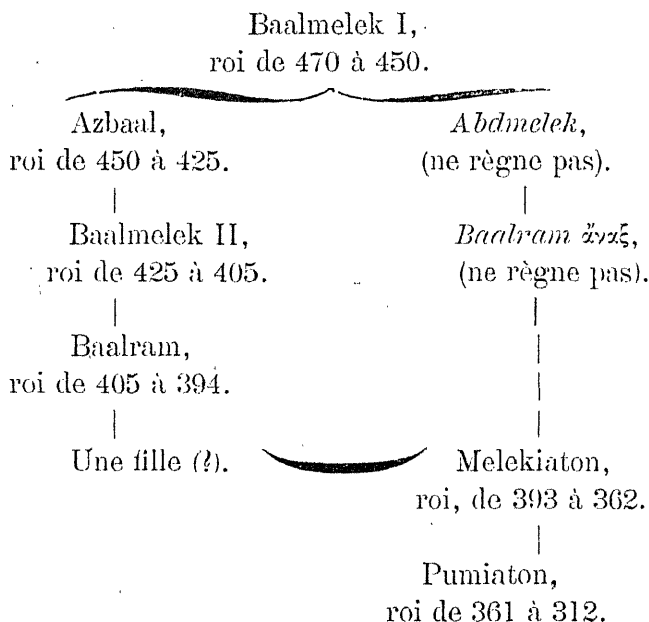 Baalmelek I,
roi de 470 à 450.
Azbaal,
roi de 450 à 425.
Abdmelek,
(ne règne pas).
Baalmelek II,
roi de 425 à 405.
Baalram ἄναξ,
(ne règne pas).
Baalram,
roi de 405 à 394.
Une fille (?).
Melekiaton,
roi, de 393 à 362.
Pumiaton,
roi de 361 à 312.